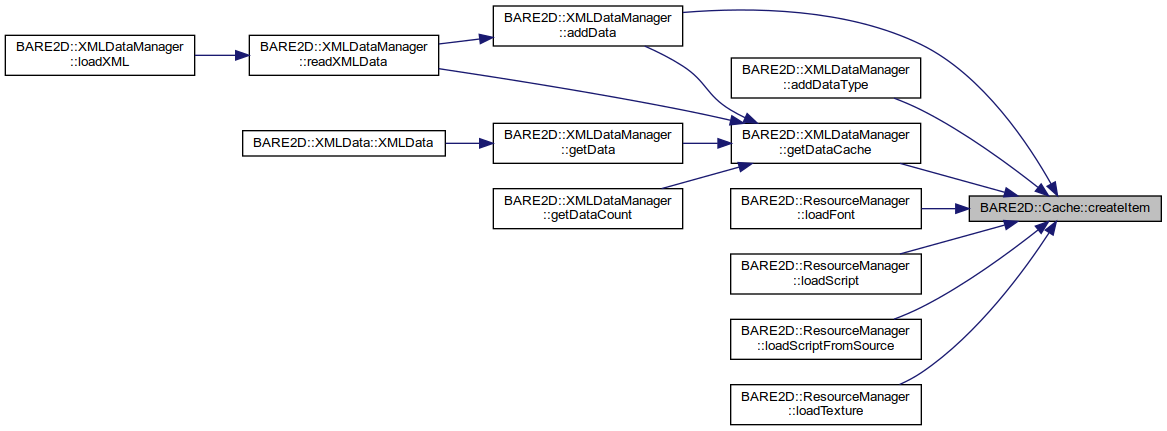 BARE2D::XMLDataManager
::loadXML
BARE2D::XMLDataManager
::readXMLData
BARE2D::XMLDataManager
::addData
BARE2D::XMLDataManager
::addDataType
BARE2D::XMLData::XMLData
BARE2D::XMLDataManager
::getData
BARE2D::XMLDataManager
::getDataCache
BARE2D::XMLDataManager
::getDataCount
BARE2D::ResourceManager
::loadFont
BARE2D::Cache::createItem
BARE2D::ResourceManager
::loadScript
BARE2D::ResourceManager
::loadScriptFromSource
BARE2D::ResourceManager
::loadTexture